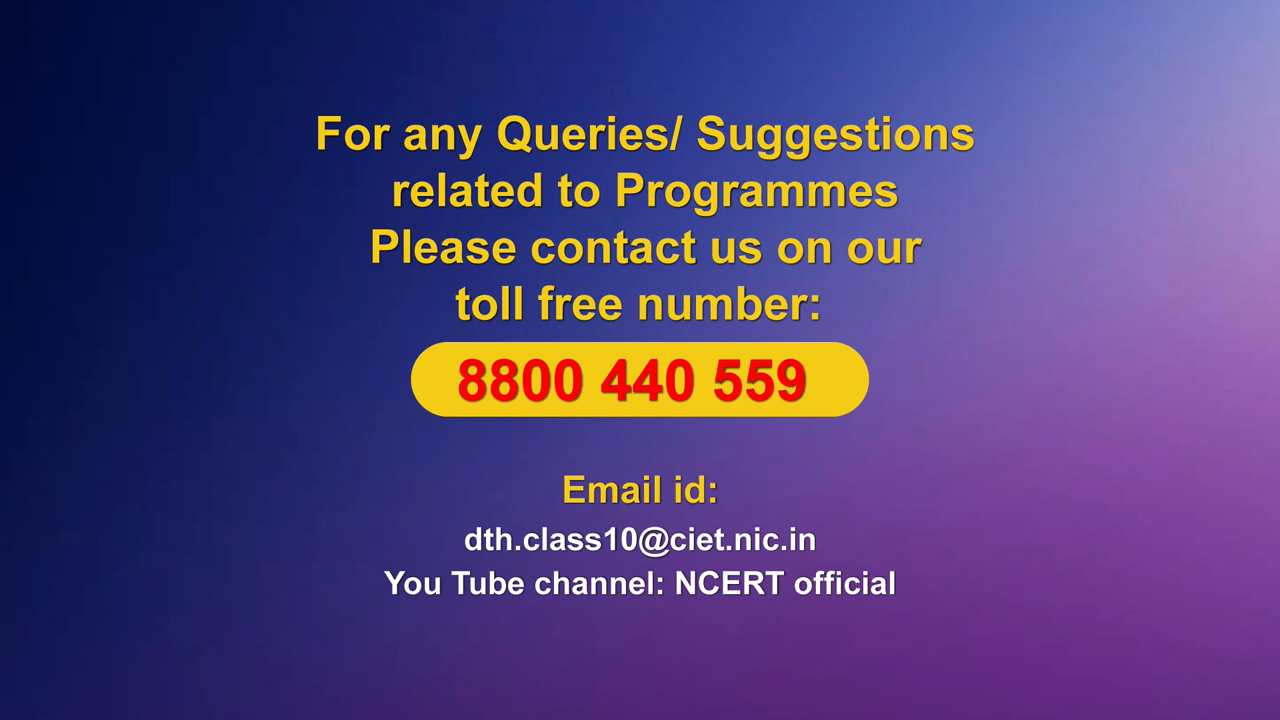 For any Queries/ Suggestions
related to Programmes
Please contact us on our
toll free number:
8800 440 559
Email id:
dth.class10@ciet.nic.in
You Tube channel: NCERT official